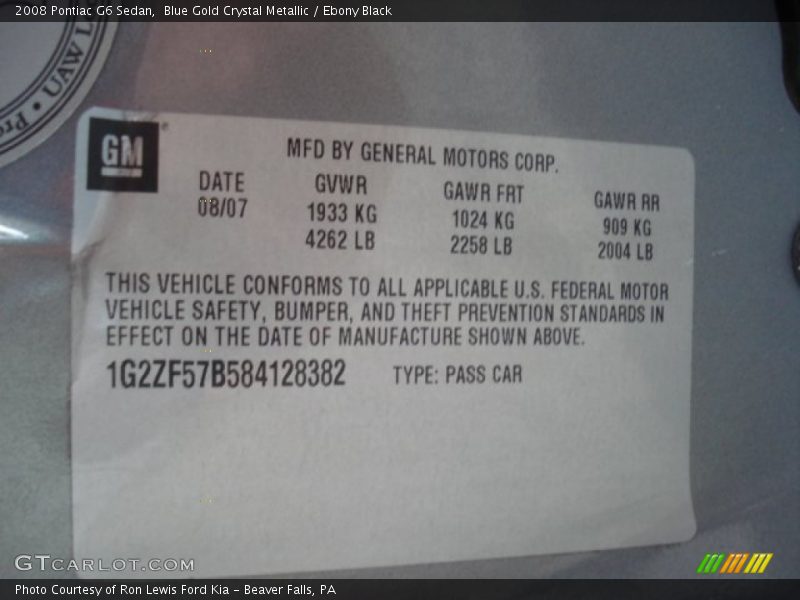 2008 Pontiac G6 Sedan,  Blue Gold Crystal Metallic / Ebony Black
UAW
GM
MFD BY GENERAL MOTORS CORP.
DATE GVWR GAWR FRT GAWR RR
08/07 1933 KG 1024 KG 909 KG
4262 LB 2258 LB 2004 LB
THIS VEHICLE CONFORMS TO ALL APPLICABLE U.S. FEDERAL MOTOR
VEHICLE SAFETY, BUMPER, AND THEFT PREVENTION STANDARDS IN
EFFECT ON THE DATE OF MANUFACTURE SHOWN ABOVE.
1G2ZF57B584128382 TYPE: PASS CAR
GTCARLOT.COM
Photo Courtesy of Ron Lewis Ford Kia – Beaver Falls, PA